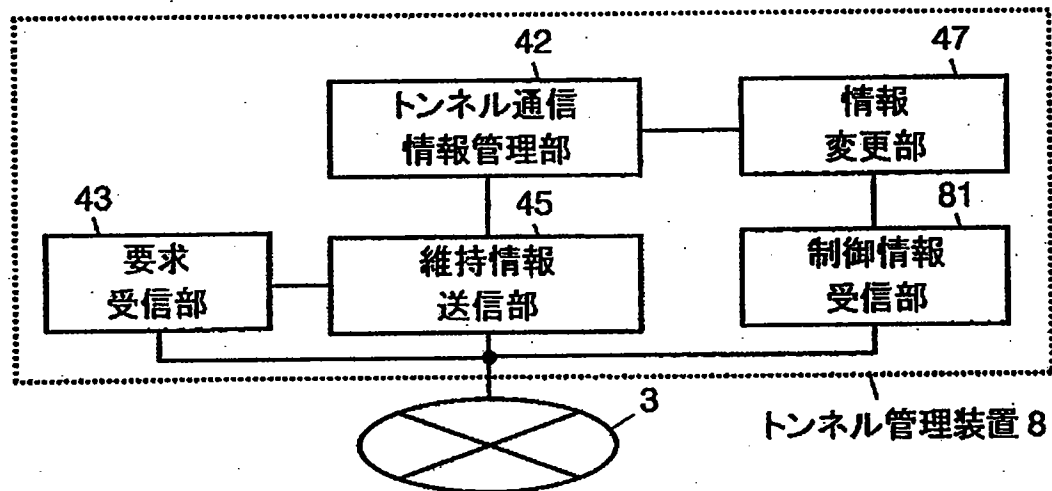 42
トンネル通信
情報管理部
47
情報
変更部
43
要求
受信部
45
維持情報
送信部
81
制御情報
受信部
3
トンネル管理装置8